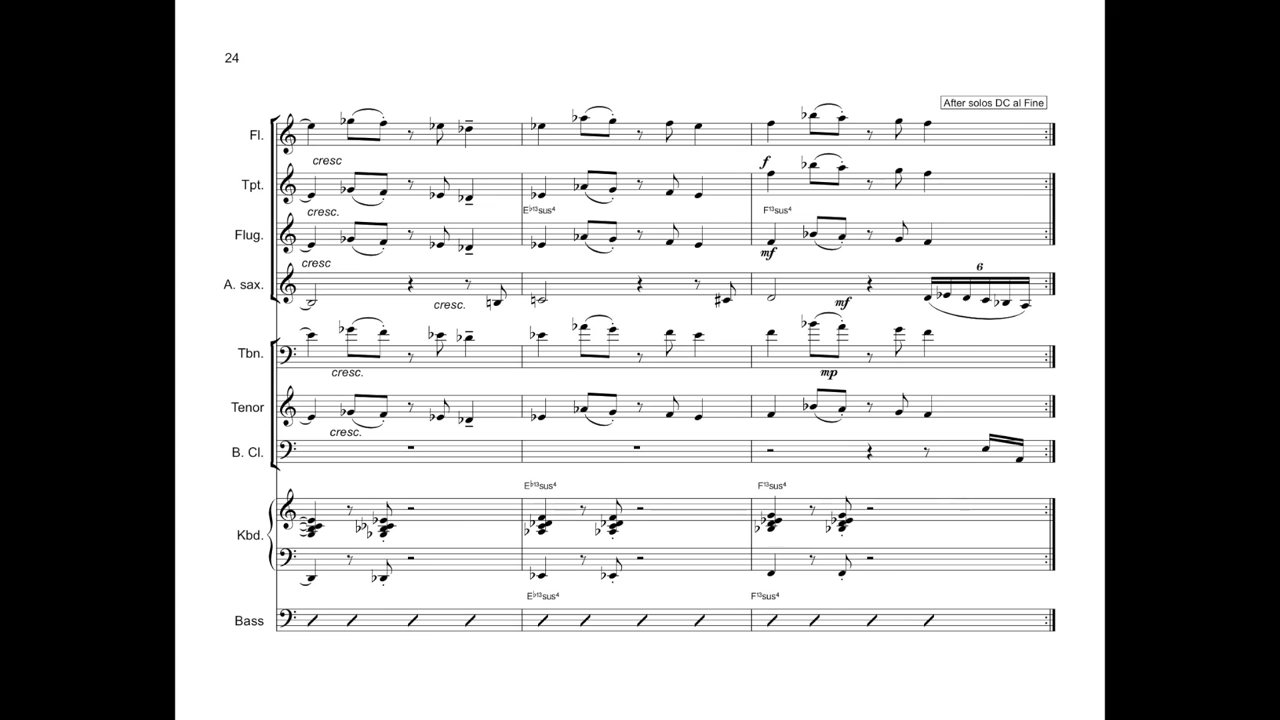 24
After solos DC al Fine
Fl.
cresc
f
Tpt.
cresc.
E♭13sus4
F13sus4
Flug.
cresc
mf
6
A. sax.
cresc.
mf
Tbn.
cresc.
mp
Tenor
cresc.
B. Cl.
E♭13sus4
F13sus4
Kbd.
E♭13sus4
F13sus4
Bass